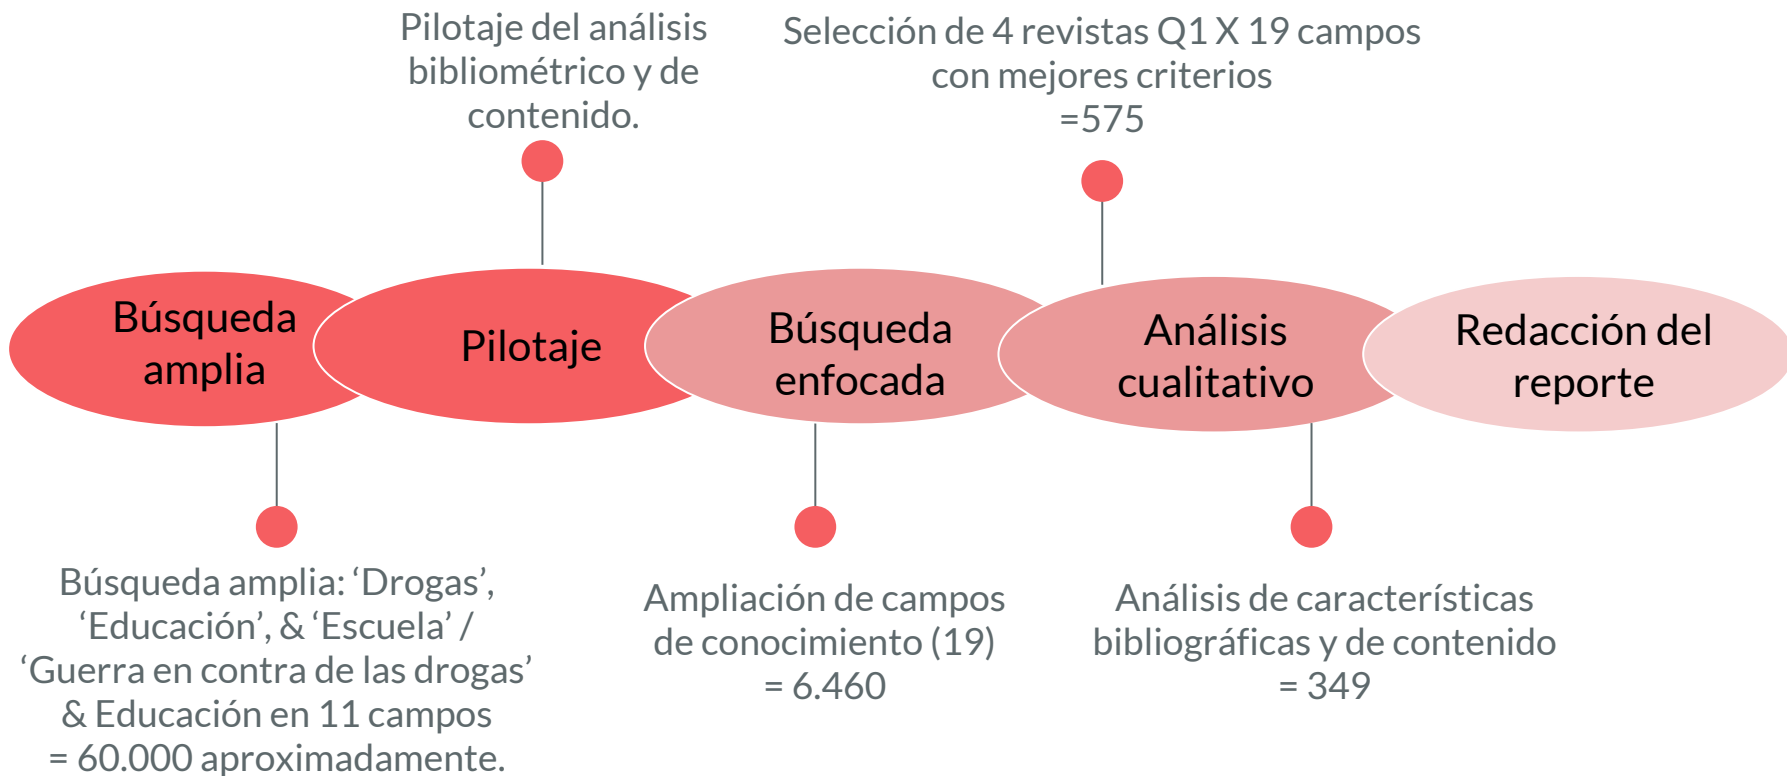 Pilotaje del análisis
bibliométrico y de
contenido.
Selección de 4 revistas Q1 X 19 campos
con mejores criterios
=575
Búsqueda
amplia
Pilotaje
Búsqueda
enfocada
Análisis
cualitativo
Redacción del
reporte
Búsqueda amplia: ‘Drogas’,
‘Educación’, & ‘Escuela’ /
‘Guerra en contra de las drogas’
& Educación en 11 campos
= 60.000 aproximadamente.
Ampliación de campos
de conocimiento (19)
= 6.460
Análisis de características
bibliográficas y de contenido
= 349